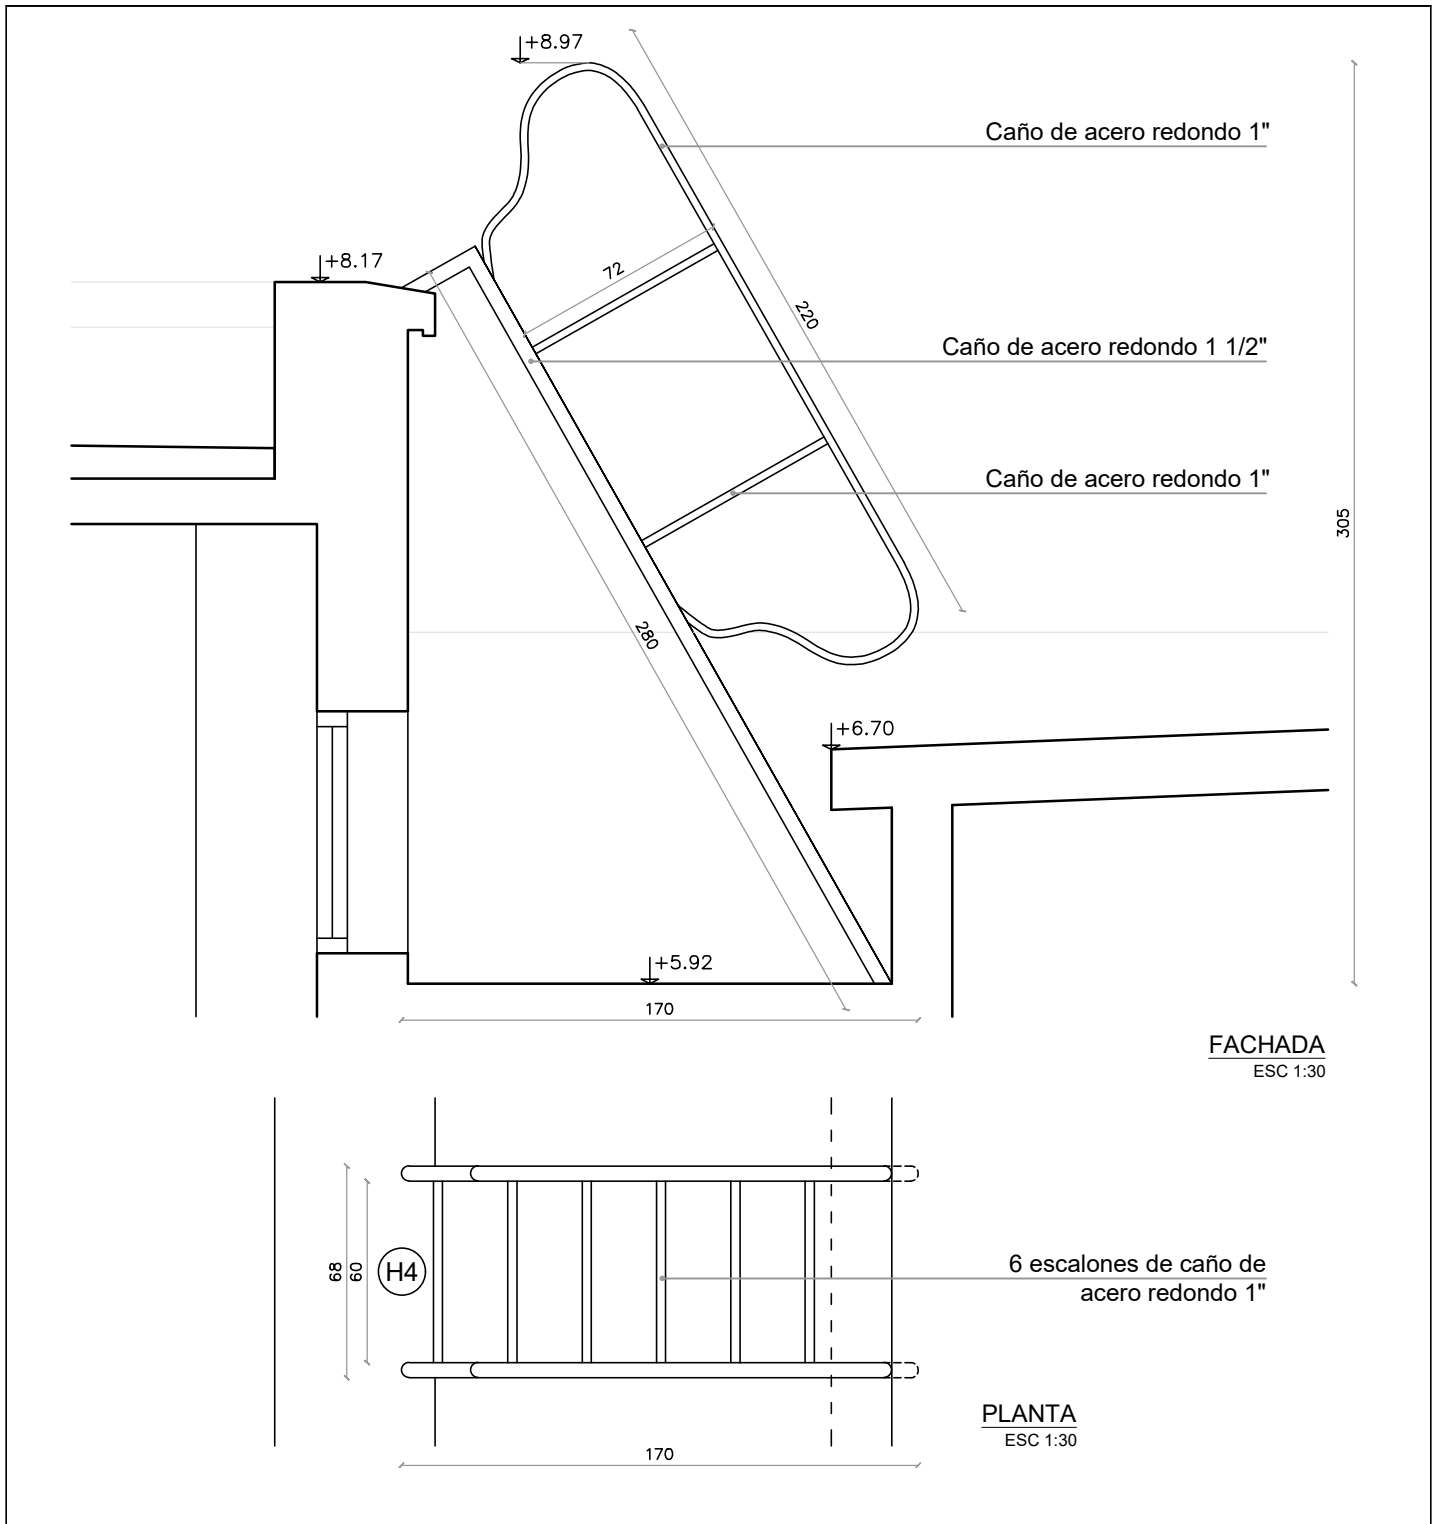 +8.97
Caño de acero redondo 1"
+8.17
72
220
Caño de acero redondo 1 1/2"
Caño de acero redondo 1"
305
280
+6.70
+5.92
170
FACHADA
ESC 1:30
68
60
H4
6 escalones de caño de
acero redondo 1"
PLANTA
ESC 1:30
170